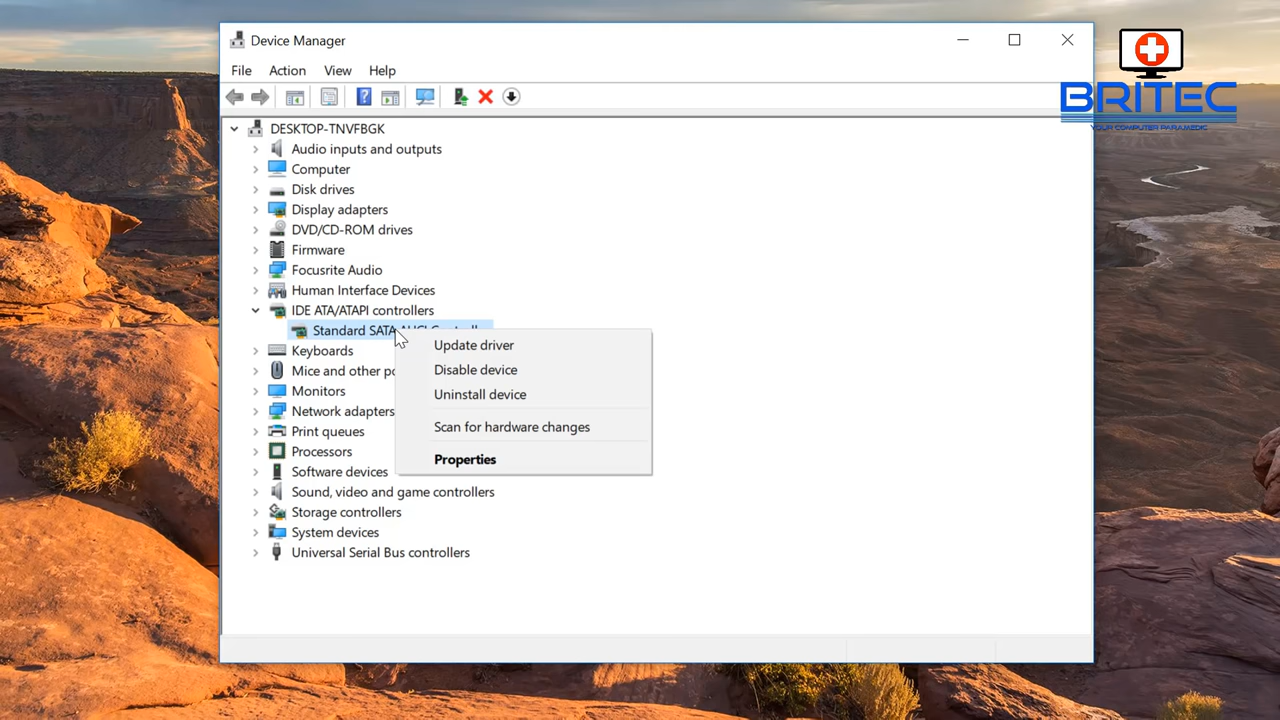 Device Manager
BRITEC
YOUR COMPUTER PARAMEDIC
File Action View Help
DESKTOP-TNVFBGK
Audio inputs and outputs
Computer
Disk drives
Display adapters
DVD/CD-ROM drives
Firmware
Focusrite Audio
Human Interface Devices
IDE ATA/ATAPI controllers
Standard SATA
Keyboards
Mice and other
Monitors
Network adapters
Print queues
Processors
Software devices
Sound, video and game controllers
Storage controllers
System devices
Universal Serial Bus controllers
Update driver
Disable device
Uninstall device
Scan for hardware changes
Properties